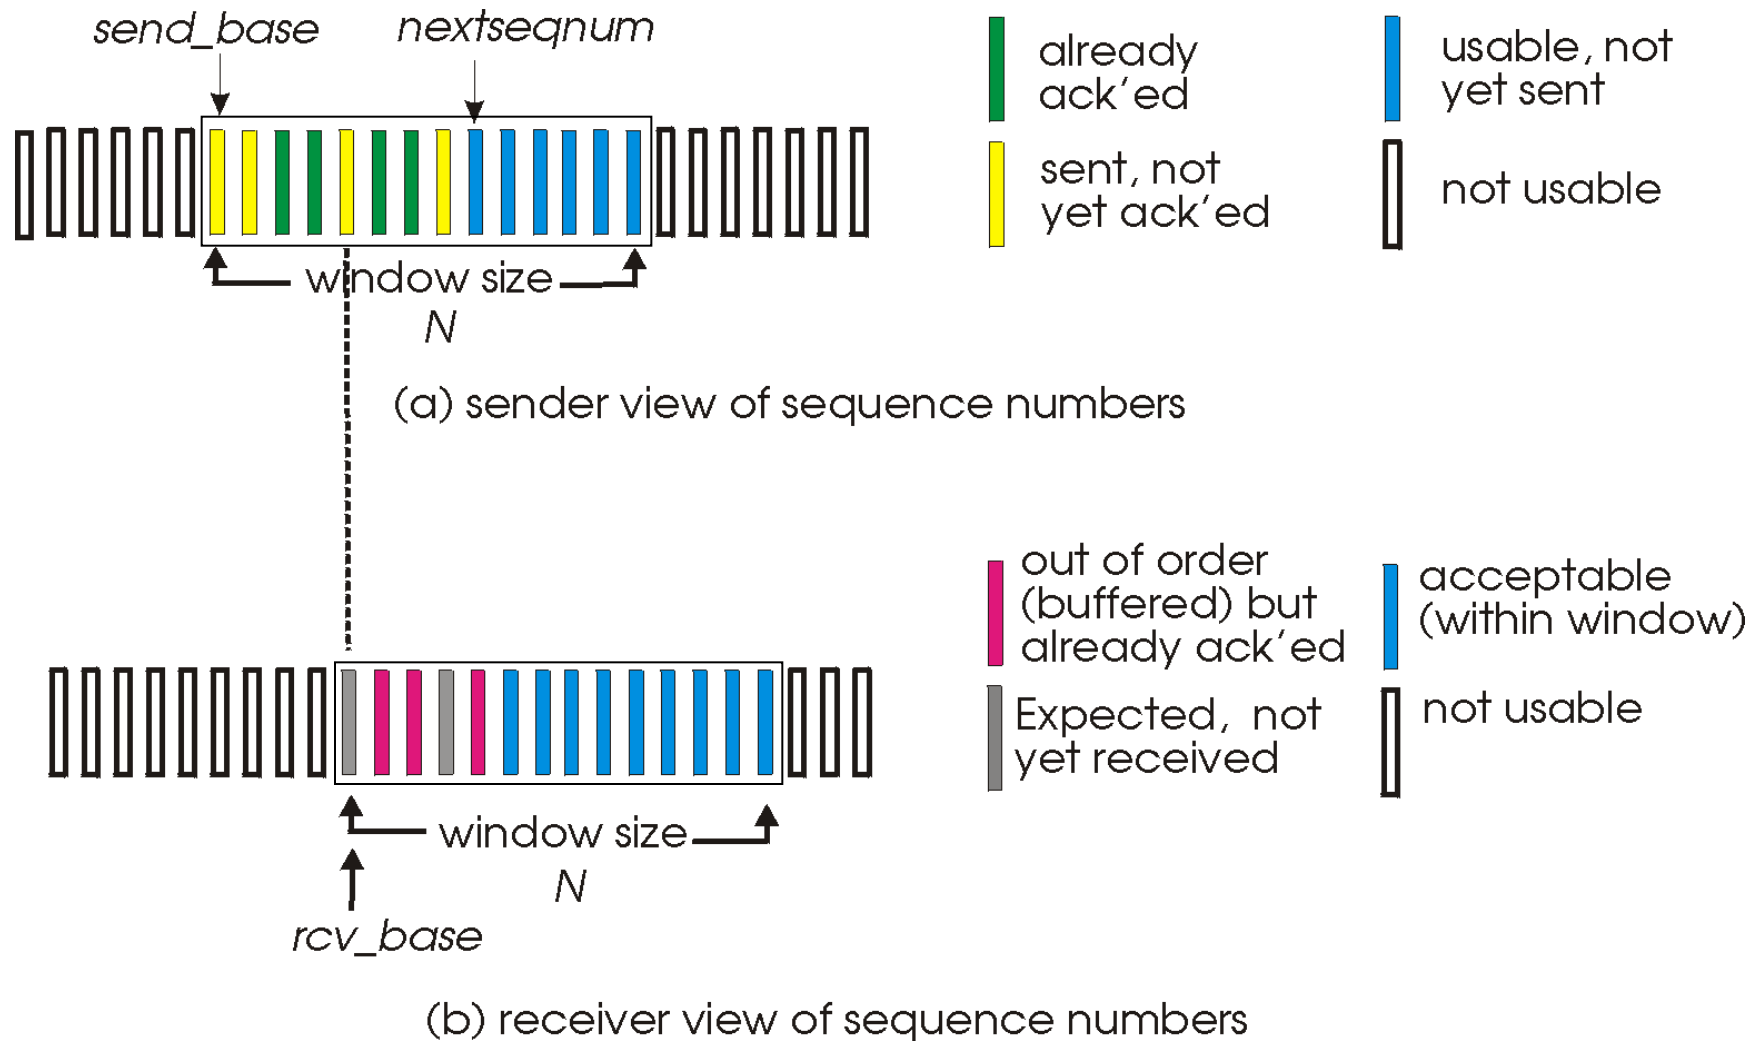 send_base
nextseqnum
already
ack'ed
usable, not
yet sent
sent, not
yet ack'ed
not usable
window size
N
(a) sender view of sequence numbers
out of order
(buffered) but
already ack'ed
acceptable
(within window)
Expected, not
yet received
not usable
window size
N
rcv_base
(b) receiver view of sequence numbers